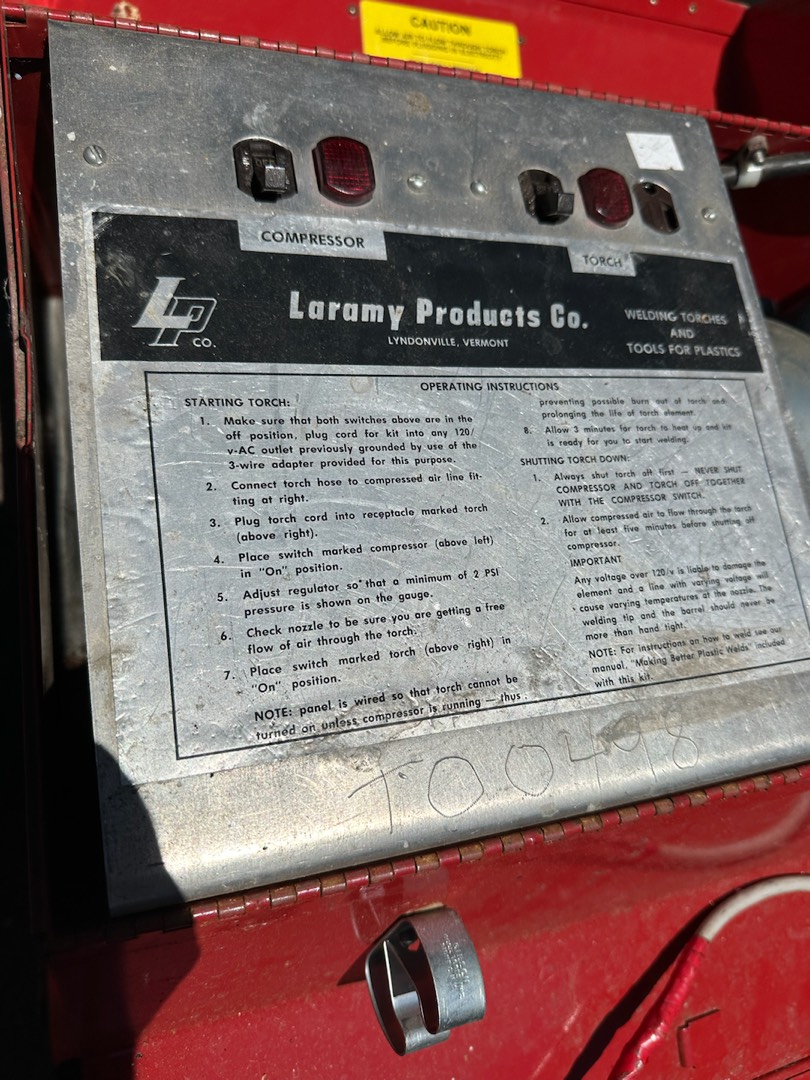 CAUTION
OFF
COMPRESSOR
TORCH
LP
CO.
Laramy Products Co.
LYNDONVILLE, VERMONT
WELDING TORCHES
AND
TOOLS FOR PLASTICS
OPERATING INSTRUCTIONS
STARTING TORCH:
1. Make sure that both switches above are in the
off position, plug cord for kit into any 120/
v-AC outlet previously grounded by use of the
3-wire adapter provided for this purpose.
2. Connect torch hose to compressed air line fit-
ting at right.
3. Plug torch cord into receptacle marked torch
(above right).
4. Place switch marked compressor (above left)
in "On" position.
5. Adjust regulator so that a minimum of 2 PSI
pressure is shown on the gauge.
6. Check nozzle to be sure you are getting a free
flow of air through the torch.
7. Place switch marked torch (above right) in
"On" position.
NOTE: panel is wired so that torch cannot be
turned on unless compressor is running — thus
preventing possible burn out of torch and
prolonging the life of torch element.
8. Allow 3 minutes for torch to heat up and kit
is ready for you to start welding.
SHUTTING TORCH DOWN:
1. Always shut torch off first — NEVER SHUT
COMPRESSOR AND TORCH OFF TOGETHER
WITH THE COMPRESSOR SWITCH.
2. Allow compressed air to flow through the torch
for at least five minutes before shutting off
compressor.
IMPORTANT
Any voltage over 120/v is liable to damage the
element and a line with varying voltage will
cause varying temperatures at the nozzle. The
welding tip and the barrel should never be
more than hand tight.
NOTE: For instructions on how to weld see our
manual, "Making Better Plastic Welds" included
with this kit.
T00498